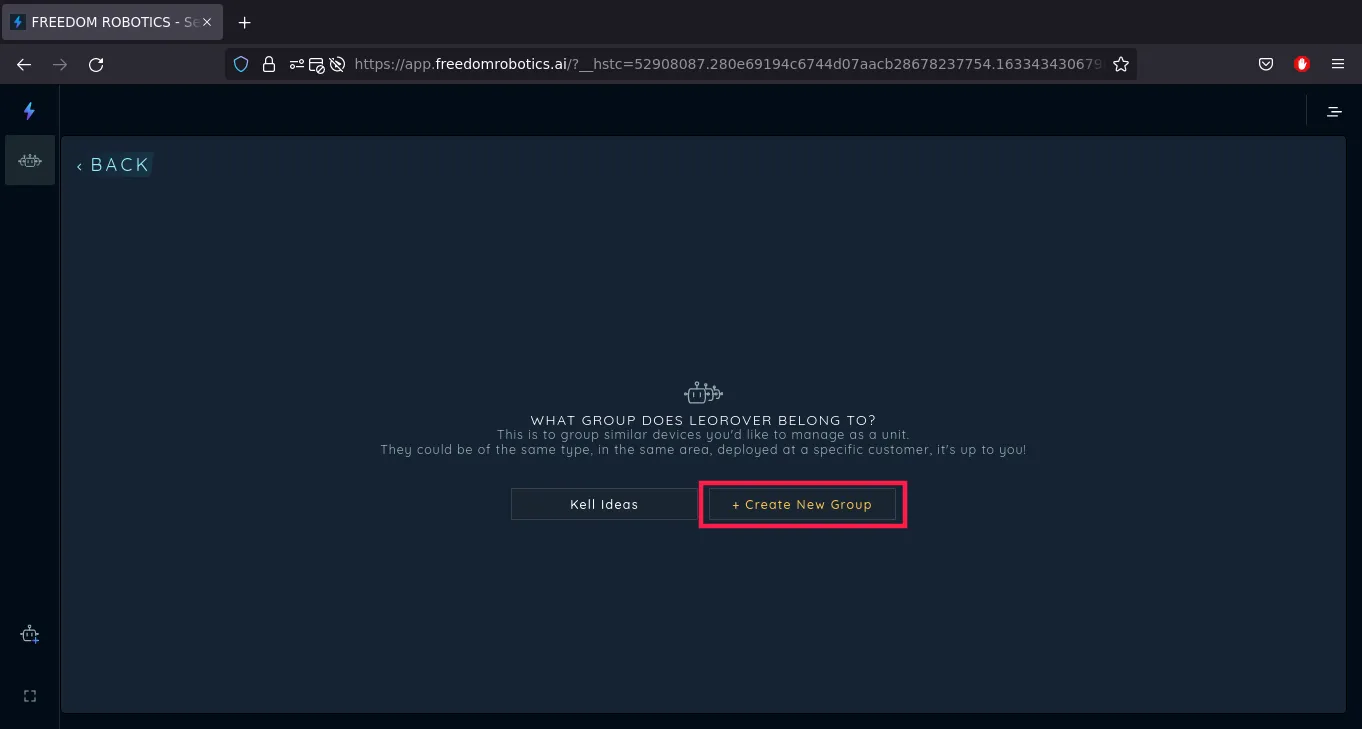 FREEDOM ROBOTICS - Se
https://app.freedomrobotics.ai/?__hstc=52908087.280e69194c6744d07aacb28678237754.163343430679
‹ BACK
WHAT GROUP DOES LEOROVER BELONG TO?
This is to group similar devices you'd like to manage as a unit.
They could be of the same type, in the same area, deployed at a specific customer, it's up to you!
Kell Ideas
+ Create New Group